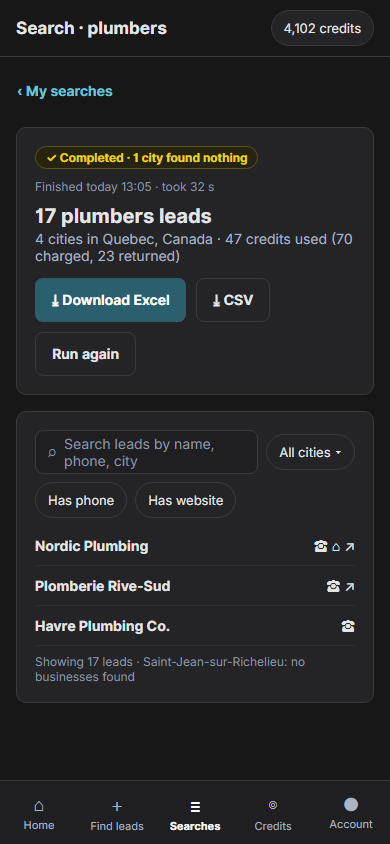 Search · plumbers
4,102 credits
‹ My searches
✓ Completed · 1 city found nothing
Finished today 13:05 · took 32 s
17 plumbers leads
4 cities in Quebec, Canada · 47 credits used (70
charged, 23 returned)
Download Excel
CSV
Run again
Search leads by name,
phone, city
All cities
Has phone
Has website
Nordic Plumbing
Plomberie Rive-Sud
Havre Plumbing Co.
Showing 17 leads · Saint-Jean-sur-Richelieu: no
businesses found
Home
Find leads
Searches
Credits
Account